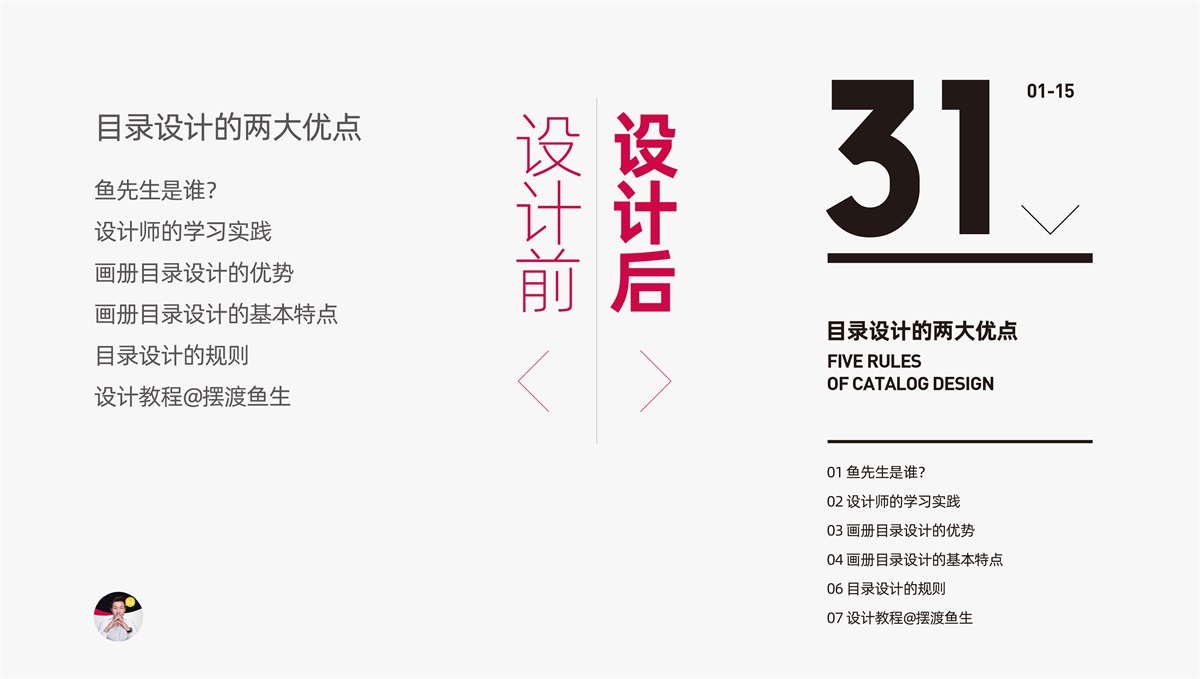 目录设计的两大优点
鱼先生是谁？
设计师的学习实践
画册目录设计的优势
画册目录设计的基本特点
目录设计的规则
设计教程@摆渡鱼生
设计前
设计后
31
01-15
目录设计的两大优点
FIVE RULES
OF CATALOG DESIGN
01 鱼先生是谁？
02 设计师的学习实践
03 画册目录设计的优势
04 画册目录设计的基本特点
06 目录设计的规则
07 设计教程@摆渡鱼生